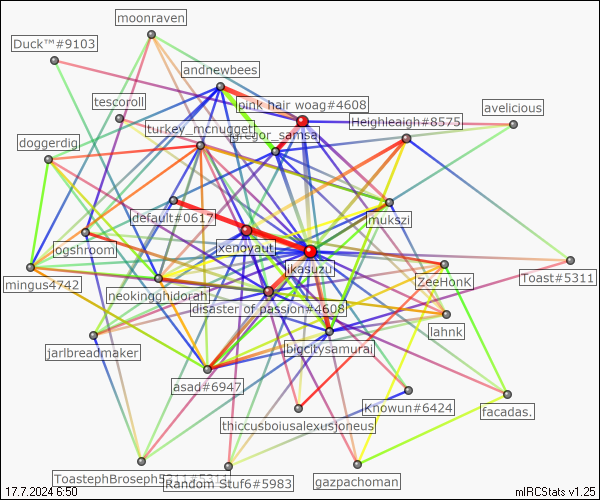 moonraven
Duck™#9103
andnewbees
tescoroll
pink hair woag#4608
avelicious
Heighleaigh#8575
turkey_mcnugget
gregor_samsa
doggerdig
default#0617
mukszi
ogshroom
xenoyaut
ikasuzu
mingus4742
neokingghidorah
ZeeHonK
Toast#5311
disaster of passion#4608
lahnk
jarlbreadmaker
bigcitysamurai
asad#6947
Knowun#6424
facadas.
thiccusboiusalexusjoneus
ToastephBroseph5311#5311
Random Stuf6#5983
gazpachoman
17.7.2024 6:50
mIRCStats v1.25